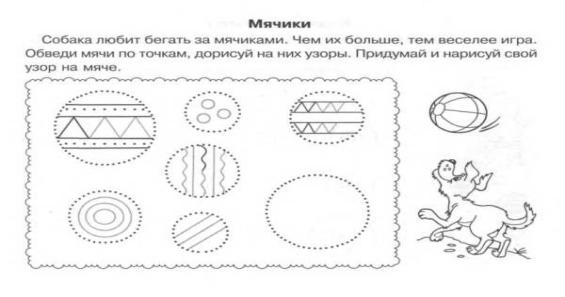 Мячики
Собака любит бегать за мячиками. Чем их больше, тем веселее игра.
Обведи мячи по точкам, дорисуй на них узоры. Придумай и нарисуй свой
узор на мяче.